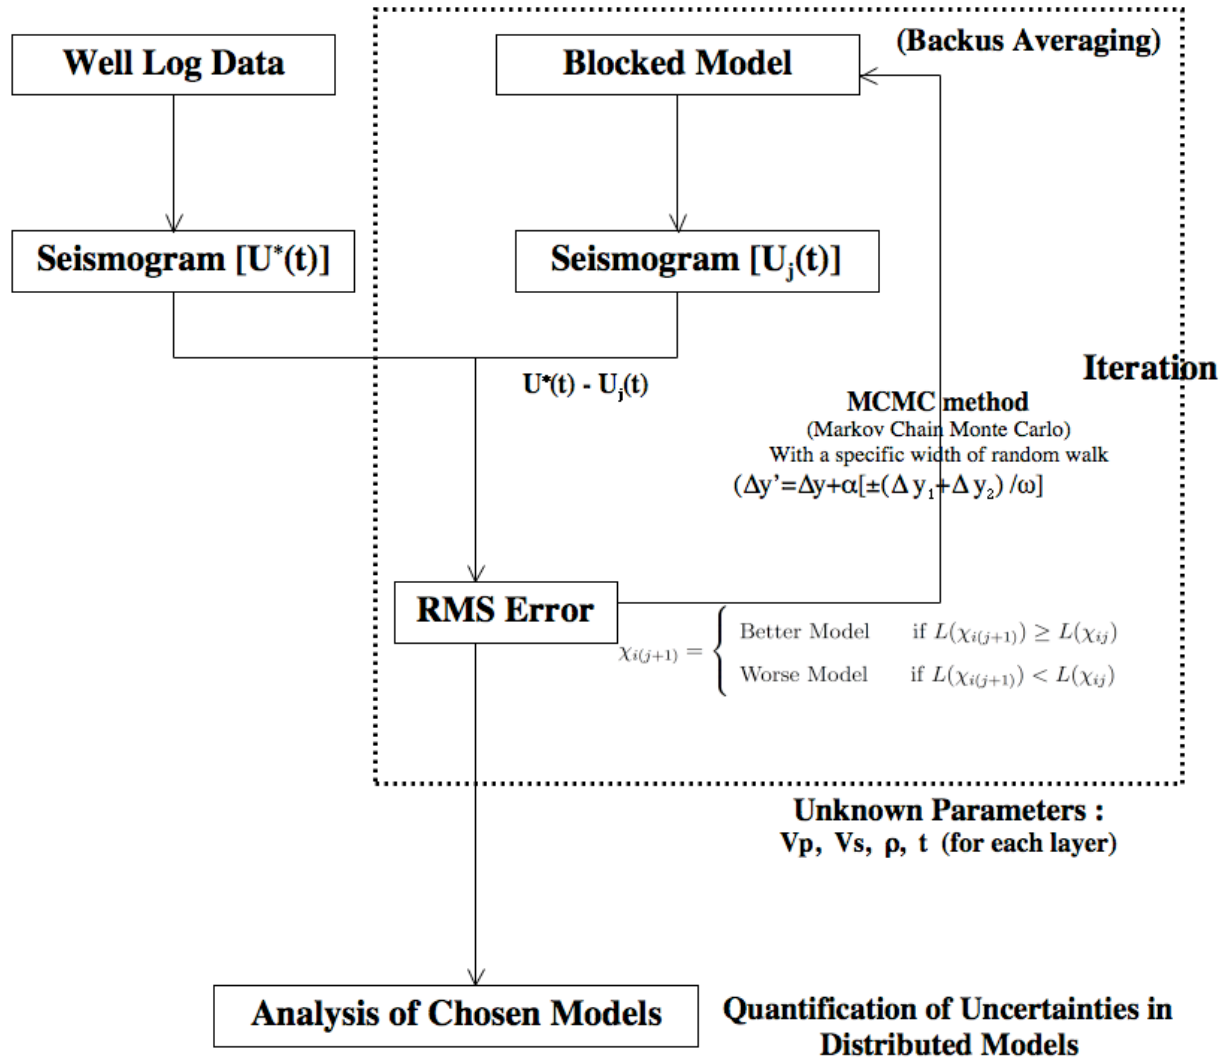 (Backus Averaging)
Well Log Data
Blocked Model
Seismogram [U*(t)]
Seismogram [Uj(t)]
U*(t) - Uj(t)
Iteration
MCMC method
(Markov Chain Monte Carlo)
With a specific width of random walk
(Δy’=Δy+α[±(Δ y1+Δ y2) /ω]
RMS Error
χi(j+1) = { Better Model if L(χi(j+1)) ≥ L(χij)
Worse Model if L(χi(j+1)) < L(χij)
Unknown Parameters :
Vp, Vs, ρ, t (for each layer)
Analysis of Chosen Models
Quantification of Uncertainties in
Distributed Models